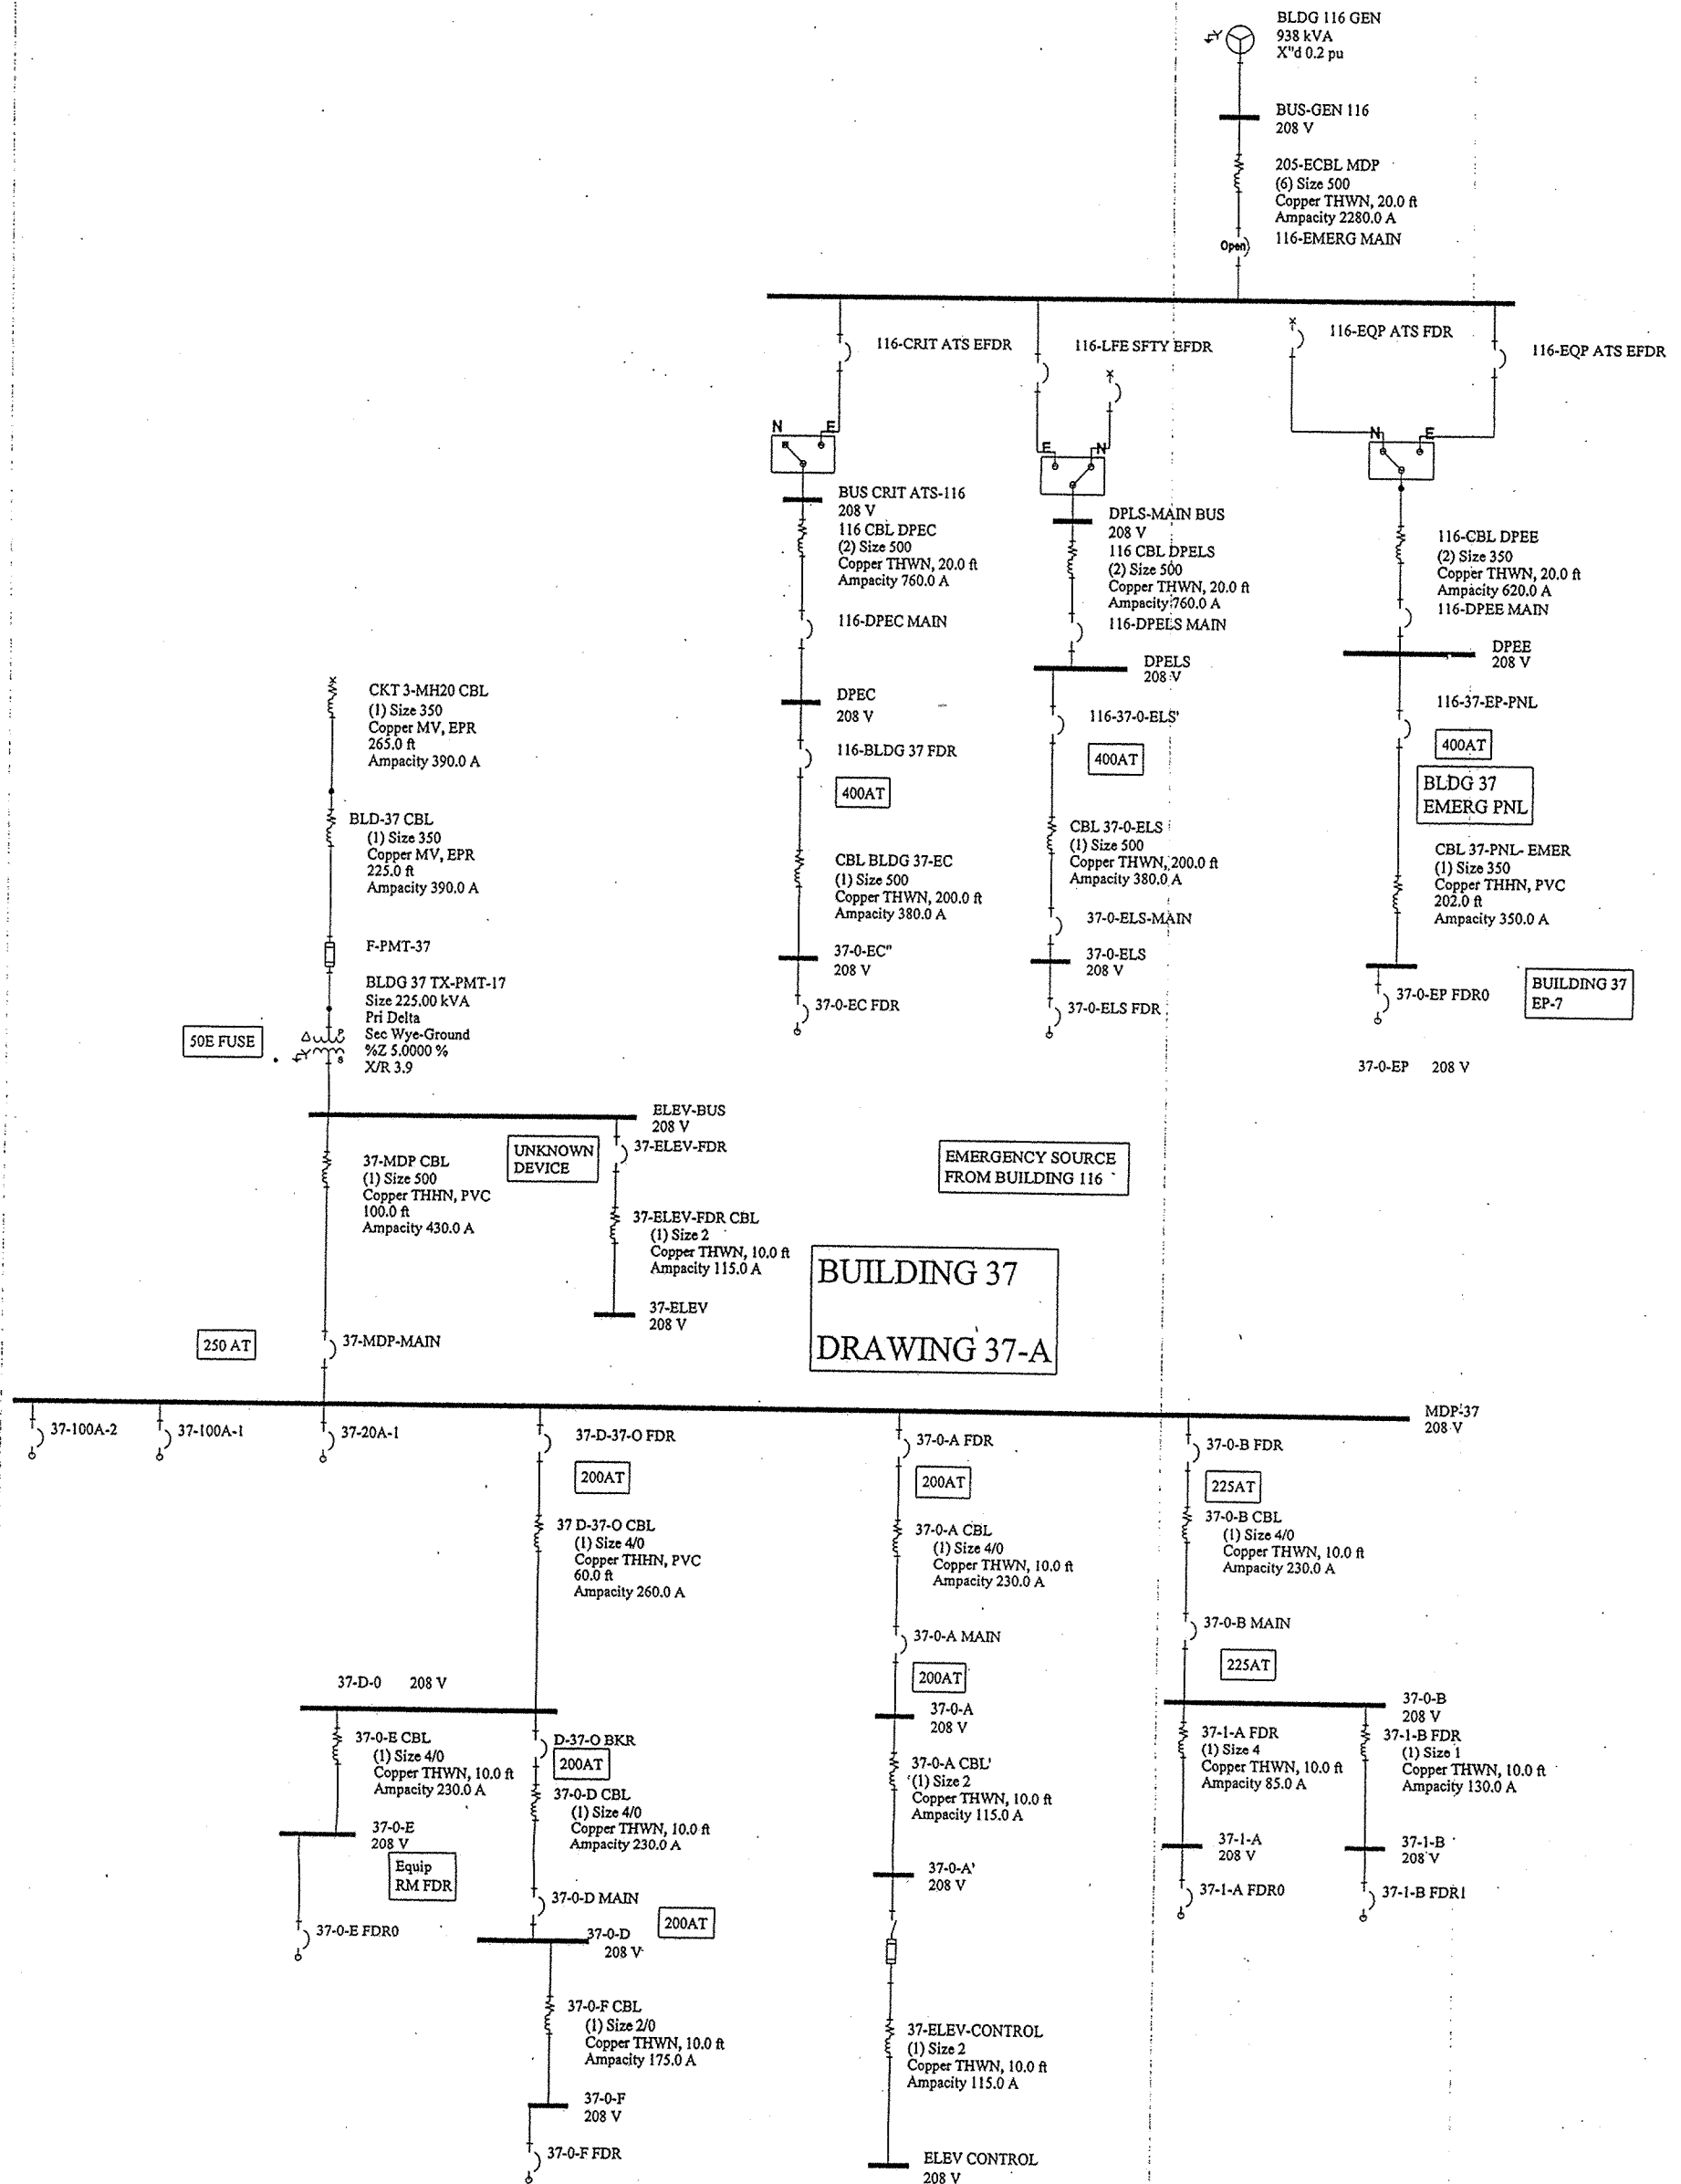 BLDG 116 GEN
938 kVA
X"d 0.2 pu
BUS-GEN 116
208 V
205-ECBL MDP
(6) Size 500
Copper THWN, 20.0 ft
Ampacity 2280.0 A
Open
116-EMERG MAIN
116-CRIT ATS EFDR
116-LFE SFTY EFDR
116-EQP ATS FDR
116-EQP ATS EFDR
N E
E N
N E
BUS CRIT ATS-116
208 V
116 CBL DPEC
(2) Size 500
Copper THWN, 20.0 ft
Ampacity 760.0 A
116-DPEC MAIN
DPEC
208 V
116-BLDG 37 FDR
400AT
CBL BLDG 37-EC
(1) Size 500
Copper THWN, 200.0 ft
Ampacity 380.0 A
37-0-EC"
208 V
37-0-EC FDR
DPLS-MAIN BUS
208 V
116 CBL DPELS
(2) Size 500
Copper THWN, 20.0 ft
Ampacity 760.0 A
116-DPELS MAIN
DPELS
208 V
116-37-0-ELS'
400AT
CBL 37-0-ELS
(1) Size 500
Copper THWN, 200.0 ft
Ampacity 380.0 A
37-0-ELS-MAIN
37-0-ELS
208 V
37-0-ELS FDR
116-CBL DPEE
(2) Size 350
Copper THWN, 20.0 ft
Ampacity 620.0 A
116-DPEE MAIN
DPEE
208 V
116-37-EP-PNL
400AT
BLDG 37
EMERG PNL
CBL 37-PNL- EMER
(1) Size 350
Copper THHN, PVC
202.0 ft
Ampacity 350.0 A
37-0-EP FDR0
BUILDING 37
EP-7
37-0-EP 208 V
CKT 3-MH20 CBL
(1) Size 350
Copper MV, EPR
265.0 ft
Ampacity 390.0 A
BLD-37 CBL
(1) Size 350
Copper MV, EPR
225.0 ft
Ampacity 390.0 A
F-PMT-37
BLDG 37 TX-PMT-17
Size 225.00 kVA
Pri Delta
Sec Wye-Ground
%Z 5.0000 %
X/R 3.9
50E FUSE
P
S
ELEV-BUS
208 V
UNKNOWN
DEVICE
37-ELEV-FDR
37-MDP CBL
(1) Size 500
Copper THHN, PVC
100.0 ft
Ampacity 430.0 A
37-ELEV-FDR CBL
(1) Size 2
Copper THWN, 10.0 ft
Ampacity 115.0 A
37-ELEV
208 V
EMERGENCY SOURCE
FROM BUILDING 116
BUILDING 37
DRAWING 37-A
250 AT
37-MDP-MAIN
MDP-37
208 V
37-100A-2
37-100A-1
37-20A-1
37-D-37-O FDR
200AT
37 D-37-O CBL
(1) Size 4/0
Copper THHN, PVC
60.0 ft
Ampacity 260.0 A
37-0-A FDR
200AT
37-0-A CBL
(1) Size 4/0
Copper THWN, 10.0 ft
Ampacity 230.0 A
37-0-A MAIN
200AT
37-0-A
208 V
37-0-A CBL'
(1) Size 2
Copper THWN, 10.0 ft
Ampacity 115.0 A
37-0-A'
208 V
37-ELEV-CONTROL
(1) Size 2
Copper THWN, 10.0 ft
Ampacity 115.0 A
ELEV CONTROL
208 V
37-0-B FDR
225AT
37-0-B CBL
(1) Size 4/0
Copper THWN, 10.0 ft
Ampacity 230.0 A
37-0-B MAIN
225AT
37-0-B
208 V
37-1-A FDR
(1) Size 4
Copper THWN, 10.0 ft
Ampacity 85.0 A
37-1-B FDR
(1) Size 1
Copper THWN, 10.0 ft
Ampacity 130.0 A
37-1-A
208 V
37-1-B
208 V
37-1-A FDR0
37-1-B FDR1
37-D-0 208 V
37-0-E CBL
(1) Size 4/0
Copper THWN, 10.0 ft
Ampacity 230.0 A
37-0-E
208 V
Equip
RM FDR
37-0-E FDR0
D-37-O BKR
200AT
37-0-D CBL
(1) Size 4/0
Copper THWN, 10.0 ft
Ampacity 230.0 A
37-0-D MAIN
200AT
37-0-D
208 V
37-0-F CBL
(1) Size 2/0
Copper THWN, 10.0 ft
Ampacity 175.0 A
37-0-F
208 V
37-0-F FDR